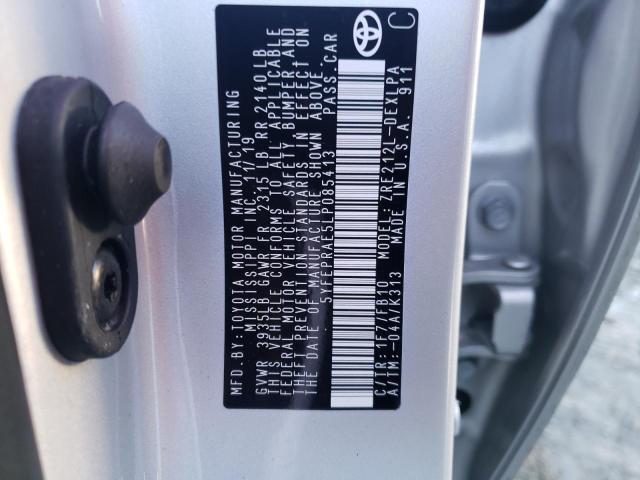 MFD. BY: TOYOTA MOTOR MANUFACTURING
MISSISSIPPI INC. 11/19
GVWR 3935LB GAWR FR 2315 LB RR 2140LB
THIS VEHICLE CONFORMS TO ALL APPLICABLE
FEDERAL MOTOR VEHICLE SAFETY BUMPER, AND
THEFT PREVENTION STANDARDS IN EFFECT ON
THE DATE OF MANUFACTURE SHOWN ABOVE.
5YFEPRAE5LP085413 PASS. CAR
C/TR: 1F7/FB10 MODEL: ZRE212L-DEXLPA
A/TM: -04A/K313 MADE IN U.S.A. 911
C